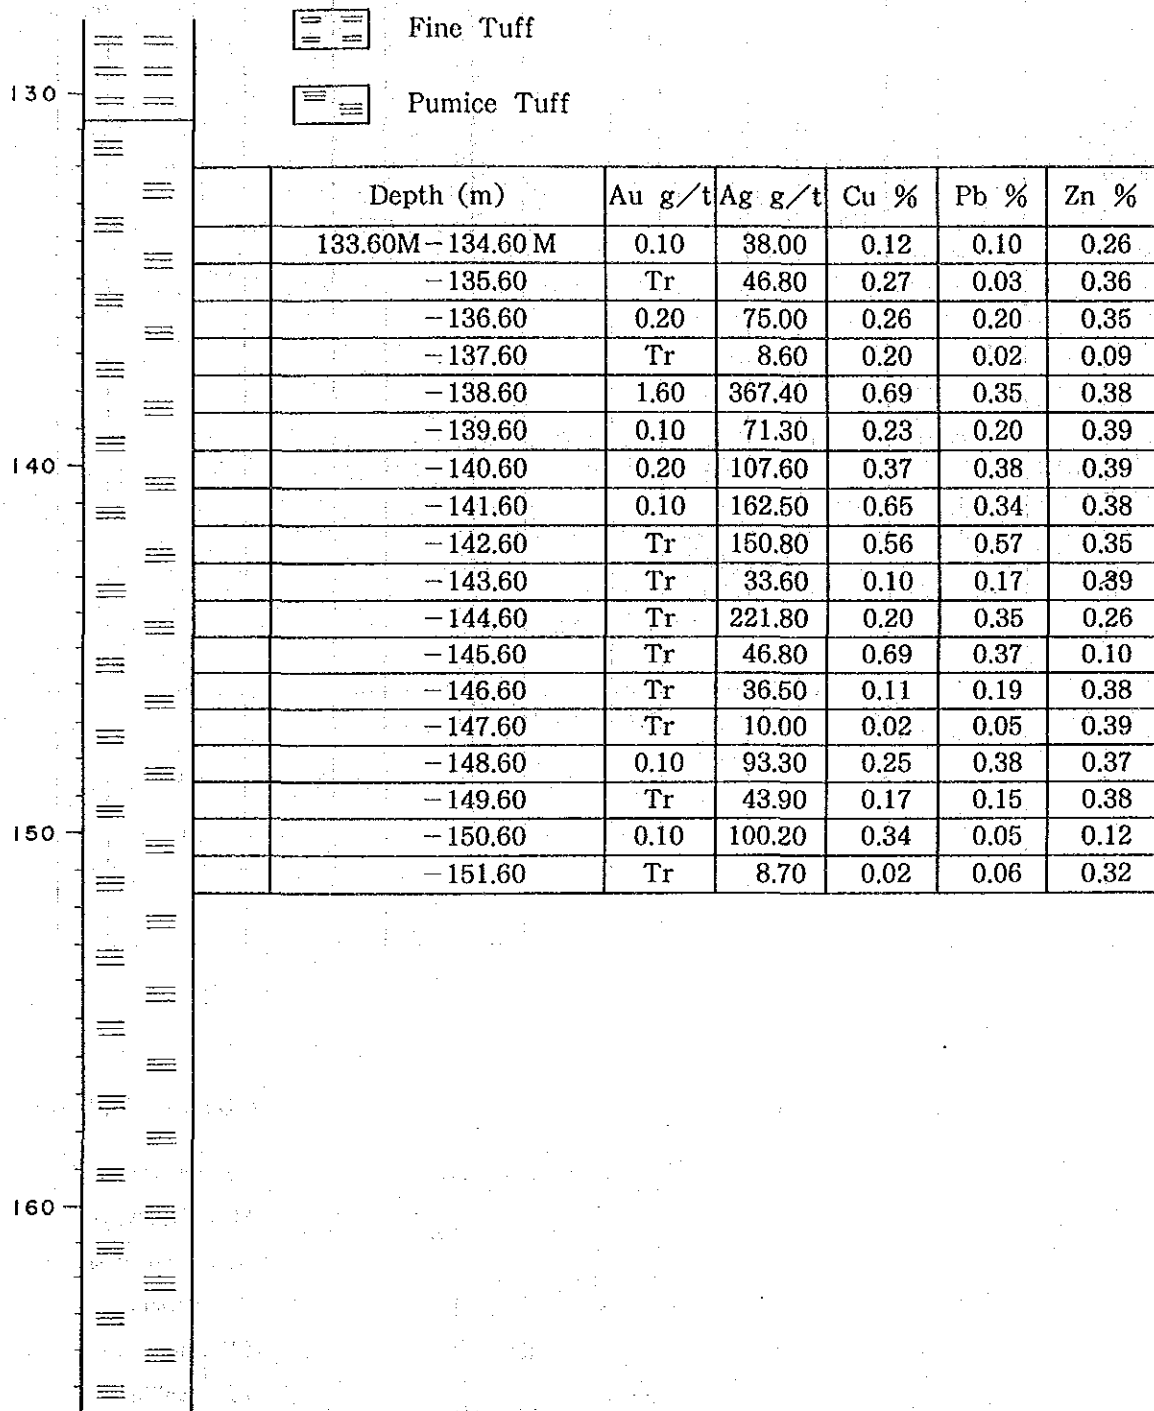 Fine Tuff
130
Pumice Tuff
Depth (m) Au g/t Ag g/t Cu % Pb % Zn %
133.60M-134.60M 0.10 38.00 0.12 0.10 0.26
-135.60 Tr 46.80 0.27 0.03 0.36
-136.60 0.20 75.00 0.26 0.20 0.35
-137.60 Tr 8.60 0.20 0.02 0.09
-138.60 1.60 367.40 0.69 0.35 0.38
-139.60 0.10 71.30 0.23 0.20 0.39
140
-140.60 0.20 107.60 0.37 0.38 0.39
-141.60 0.10 162.50 0.65 0.34 0.38
-142.60 Tr 150.80 0.56 0.57 0.35
-143.60 Tr 33.60 0.10 0.17 0.39
-144.60 Tr 221.80 0.20 0.35 0.26
-145.60 Tr 46.80 0.69 0.37 0.10
-146.60 Tr 36.50 0.11 0.19 0.38
-147.60 Tr 10.00 0.02 0.05 0.39
-148.60 0.10 93.30 0.25 0.38 0.37
-149.60 Tr 43.90 0.17 0.15 0.38
150
-150.60 0.10 100.20 0.34 0.05 0.12
-151.60 Tr 8.70 0.02 0.06 0.32
160